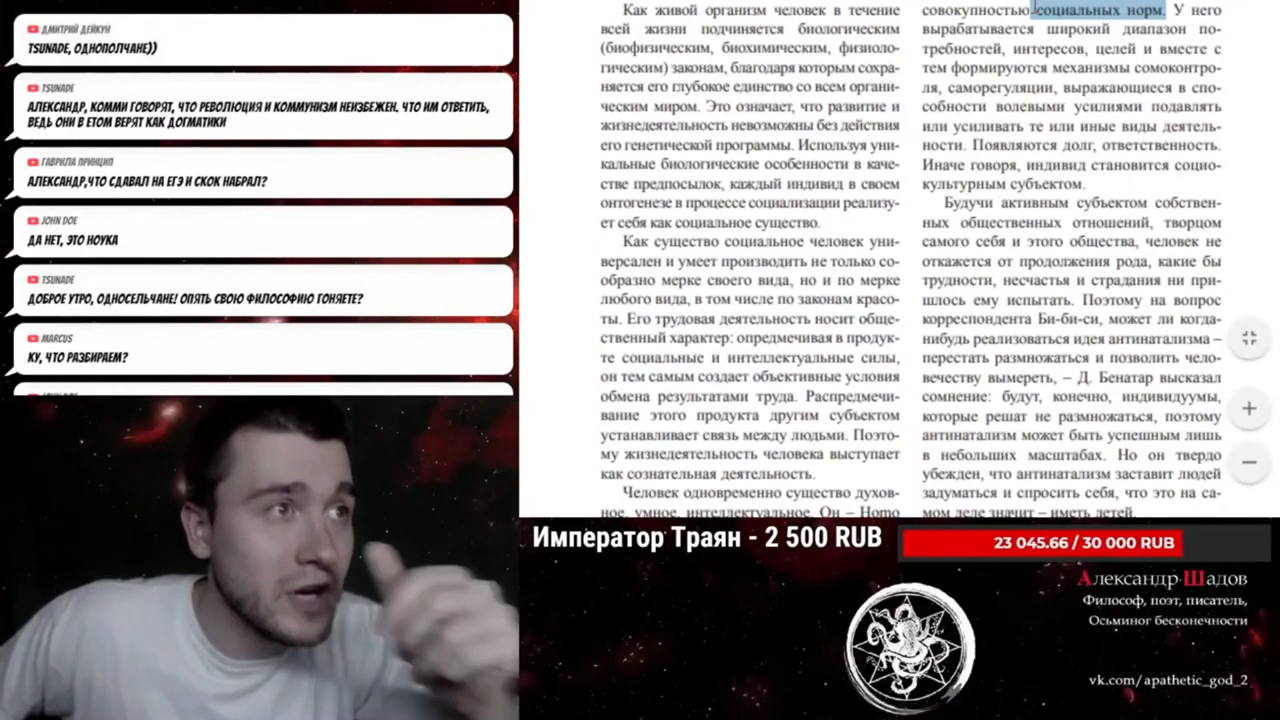 ДМИТРИЙ ДЕЙКУН
TSUNADE, ОДНОПОЛЧАНЕ))
TSUNADE
АЛЕКСАНДР, КОММИ ГОВОРЯТ, ЧТО РЕВОЛЮЦИЯ И КОММУНИЗМ НЕИЗБЕЖЕН. ЧТО ИМ ОТВЕТИТЬ,
ВЕДЬ ОНИ В ЕТОМ ВЕРЯТ КАК ДОГМАТИКИ
ГАВРИЛА ПРИНЦИП
АЛЕКСАНДР,ЧТО СДАВАЛ НА ЕГЭ И СКОК НАБРАЛ?
JOHN DOE
ДА НЕТ, ЭТО НОУКА
TSUNADE
ДОБРОЕ УТРО, ОДНОСЕЛЬЧАНЕ! ОПЯТЬ СВОЮ ФИЛОСОФИЮ ГОНЯЕТЕ?
MARCUS
КУ, ЧТО РАЗБИРАЕМ?
Как живой организм человек в течение
всей жизни подчиняется биологическим
(биофизическим, биохимическим, физиоло-
гическим) законам, благодаря которым сохра-
няется его глубокое единство со всем органи-
ческим миром. Это означает, что развитие и
жизнедеятельность невозможны без действия
его генетической программы. Используя уни-
кальные биологические особенности в каче-
стве предпосылок, каждый индивид в своем
онтогенезе в процессе социализации реализу-
ет себя как социальное существо.
Как существо социальное человек уни-
версален и умеет производить не только со-
образно мерке своего вида, но и по мерке
любого вида, в том числе по законам красо-
ты. Его трудовая деятельность носит обще-
ственный характер: опредмечивая в продук-
те социальные и интеллектуальные силы,
он тем самым создает объективные условия
обмена результатами труда. Распредмечи-
вание этого продукта другим субъектом
устанавливает связь между людьми. Поэто-
му жизнедеятельность человека выступает
как сознательная деятельность.
Человек одновременно существо духов-
ное, умное, интеллектуальное. Он – Homo
совокупностью социальных норм. У него
вырабатывается широкий диапазон по-
требностей, интересов, целей и вместе с
тем формируются механизмы сомоконтро-
ля, саморегуляции, выражающиеся в спо-
собности волевыми усилиями подавлять
или усиливать те или иные виды деятель-
ности. Появляются долг, ответственность.
Иначе говоря, индивид становится социо-
культурным субъектом.
Будучи активным субъектом собствен-
ных общественных отношений, творцом
самого себя и этого общества, человек не
откажется от продолжения рода, какие бы
трудности, несчастья и страдания ни при-
шлось ему испытать. Поэтому на вопрос
корреспондента Би-би-си, может ли когда-
нибудь реализоваться идея антинатализма –
перестать размножаться и позволить чело-
вечеству вымереть, – Д. Бенатар высказал
сомнение: будут, конечно, индивидуумы,
которые решат не размножаться, поэтому
антинатализм может быть успешным лишь
в небольших масштабах. Но он твердо
убежден, что антинатализм заставит людей
задуматься и спросить себя, что это на са-
мом деле значит – иметь детей.
Император Траян - 2 500 RUB
23 045.66 / 30 000 RUB
Александр Шадов
Философ, поэт, писатель,
Осьминог бесконечности
vk.com/apathetic_god_2